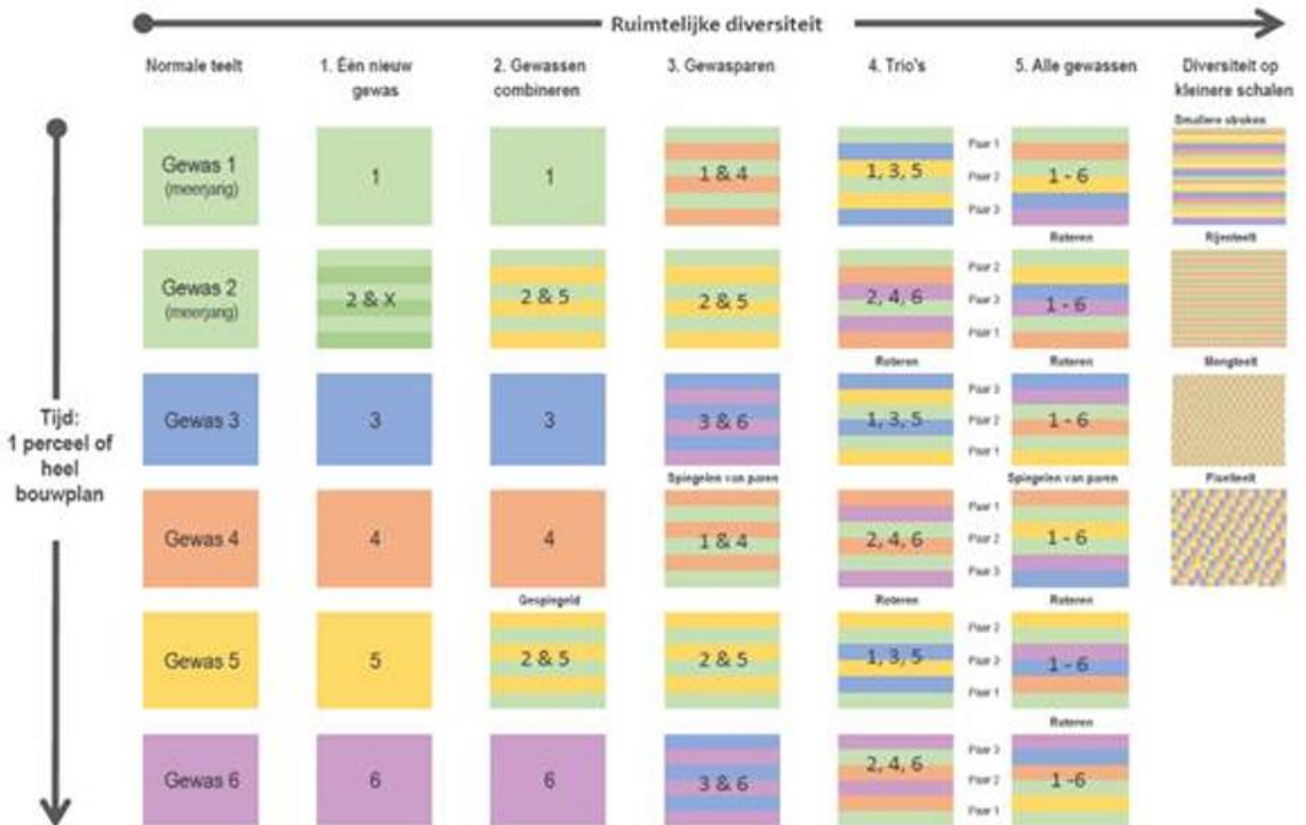 Ruimtelijke diversiteit
Normale teelt
1. Eén nieuw
gewas
2. Gewassen
combineren
3. Gewasparen
4. Trio's
5. Alle gewassen
Diversiteit op
kleinere schalen
Smallere stroken
Gewas 1
(meerjarig)
1
1
1 & 4
1, 3, 5
Paar 1
Paar 2
Paar 3
1 - 6
Roteren
Rijenteelt
Gewas 2
(meerjarig)
2 & X
2 & 5
2 & 5
2, 4, 6
Paar 2
Paar 3
Paar 1
1 - 6
Roteren
Roteren
Mengteelt
Tijd:
1 perceel of
heel
bouwplan
Gewas 3
3
3
3 & 6
1, 3, 5
Paar 3
Paar 2
Paar 1
1 - 6
Spiegelen van paren
Spiegelen van paren
Pixelteelt
Gewas 4
4
4
1 & 4
2, 4, 6
Paar 1
Paar 2
Paar 3
1 - 6
Gespiegeld
Roteren
Roteren
Gewas 5
5
2 & 5
2 & 5
1, 3, 5
Paar 2
Paar 3
Paar 1
1 - 6
Roteren
Gewas 6
6
6
3 & 6
2, 4, 6
Paar 3
Paar 2
Paar 1
1 -6